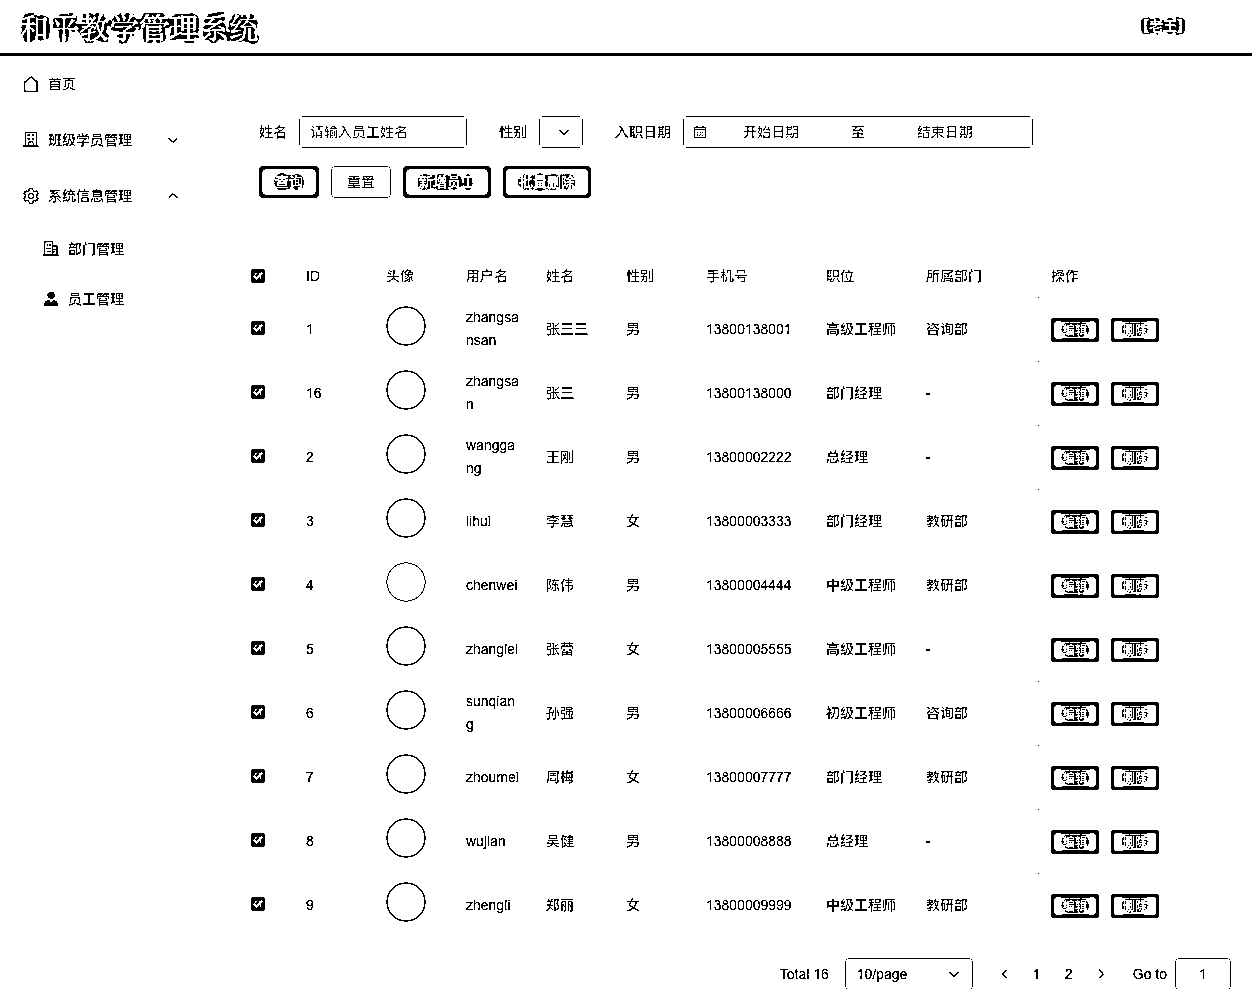 和平教学管理系统
【老王】
首页
班级学员管理
系统信息管理
部门管理
员工管理
姓名 请输入员工姓名 性别 入职日期 开始日期 至 结束日期
查询 重置 新增员工 批量删除
ID 头像 用户名 姓名 性别 手机号 职位 所属部门 操作
1 zhangsansan 张三三 男 13800138001 高级工程师 咨询部 编辑 删除
16 zhangsan 张三 男 13800138000 部门经理 - 编辑 删除
2 wanggang 王刚 男 13800002222 总经理 - 编辑 删除
3 lihui 李慧 女 13800003333 部门经理 教研部 编辑 删除
4 chenwei 陈伟 男 13800004444 中级工程师 教研部 编辑 删除
5 zhanglei 张蕾 女 13800005555 高级工程师 - 编辑 删除
6 sunqiang 孙强 男 13800006666 初级工程师 咨询部 编辑 删除
7 zhoumei 周梅 女 13800007777 部门经理 教研部 编辑 删除
8 wujian 吴健 男 13800008888 总经理 - 编辑 删除
9 zhengli 郑丽 女 13800009999 中级工程师 教研部 编辑 删除
Total 16 10/page 1 2 Go to 1